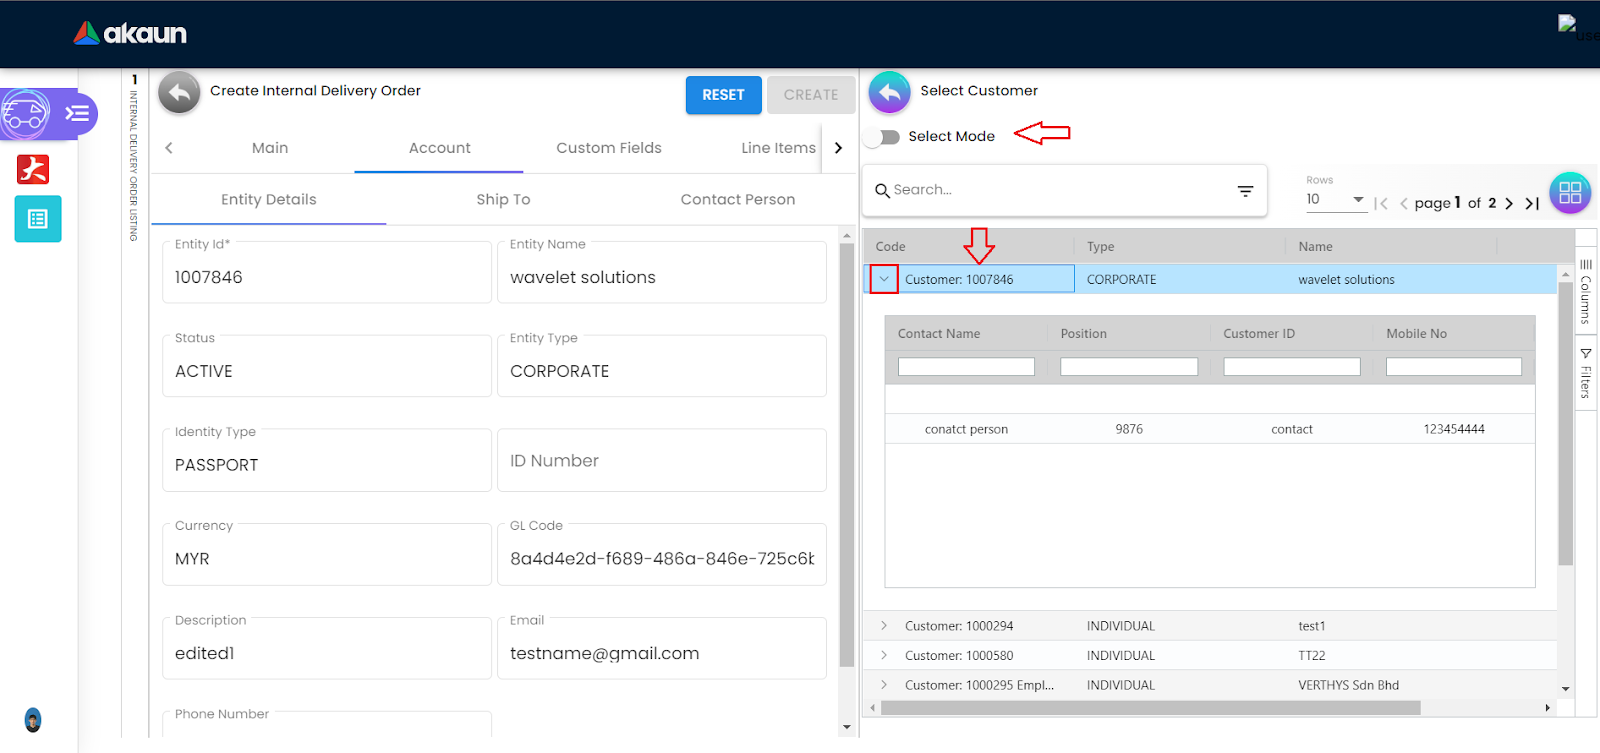 akaun
use
1
INTERNAL DELIVERY ORDER LISTING
Create Internal Delivery Order
RESET
CREATE
Main
Account
Custom Fields
Line Items
Entity Details
Ship To
Contact Person
Entity Id*
1007846
Entity Name
wavelet solutions
Status
ACTIVE
Entity Type
CORPORATE
Identity Type
PASSPORT
ID Number
Currency
MYR
GL Code
8a4d4e2d-f689-486a-846e-725c6b
Description
edited1
Email
testname@gmail.com
Phone Number
Select Customer
Select Mode
Search...
Rows
10
page 1 of 2
Code Type Name
Customer: 1007846 CORPORATE wavelet solutions
Contact Name Position Customer ID Mobile No
conatct person 9876 contact 123454444
Customer: 1000294 INDIVIDUAL test1
Customer: 1000580 INDIVIDUAL TT22
Customer: 1000295 Empl... INDIVIDUAL VERTHYS Sdn Bhd
Columns
Filters